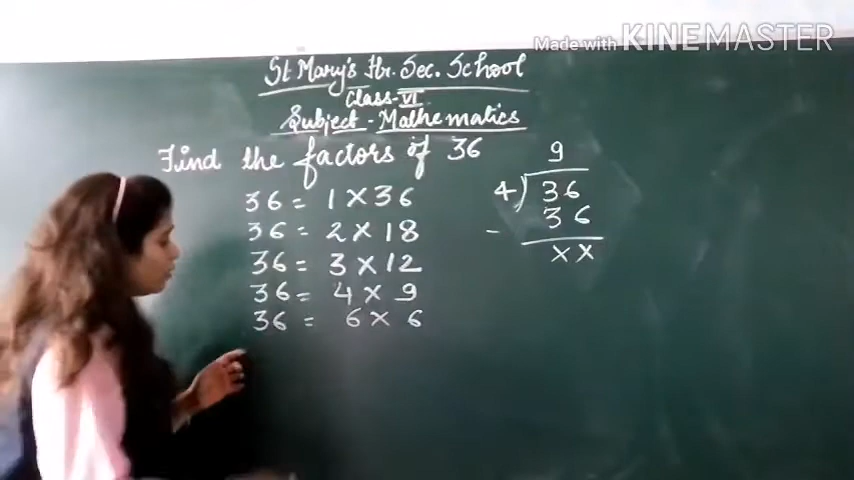 Made with KINEMASTER
St Mary's Hr. Sec. School
Class-VI
Subject - Mathematics
Find the factors of 36
36 = 1 X 36
36 = 2 X 18
36 = 3 X 12
36 = 4 X 9
36 = 6 X 6
9
4) 36
- 36
xx